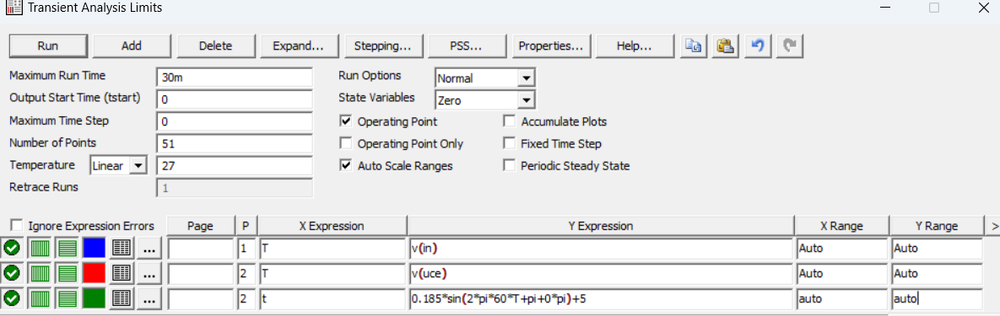 Transient Analysis Limits
Run Add Delete Expand... Stepping... PSS... Properties... Help...
Maximum Run Time 30m Run Options Normal
Output Start Time (tstart) 0 State Variables Zero
Maximum Time Step 0 Operating Point Accumulate Plots
Number of Points 51 Operating Point Only Fixed Time Step
Temperature Linear 27 Auto Scale Ranges Periodic Steady State
Retrace Runs 1
Ignore Expression Errors Page P X Expression Y Expression X Range Y Range >
... 1 T v(in) Auto Auto
... 2 T v(uce) Auto Auto
... 2 t 0.185*sin(2*pi*60*T+pi+0*pi)+5 auto auto